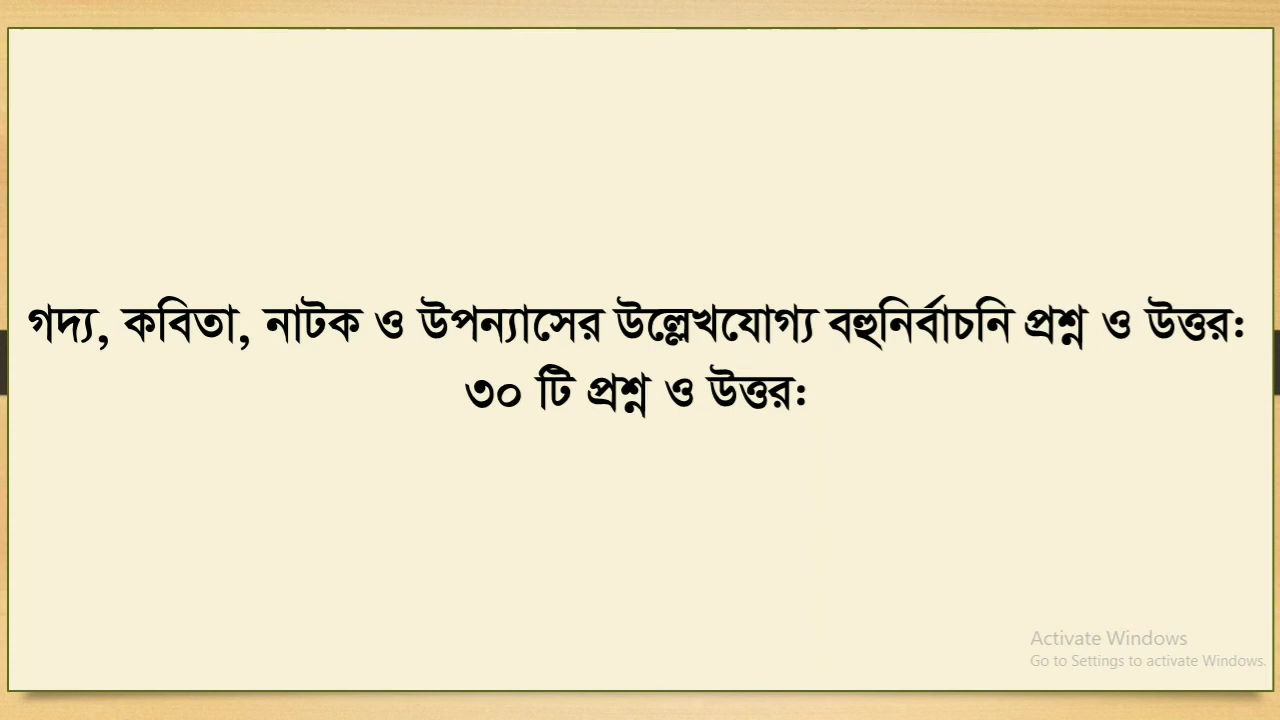 গদ্য, কবিতা, নাটক ও উপন্যাসের উল্লেখযোগ্য বহুনির্বাচনি প্রশ্ন ও উত্তর:
৩০ টি প্রশ্ন ও উত্তর:
Activate Windows
Go to Settings to activate Windows.